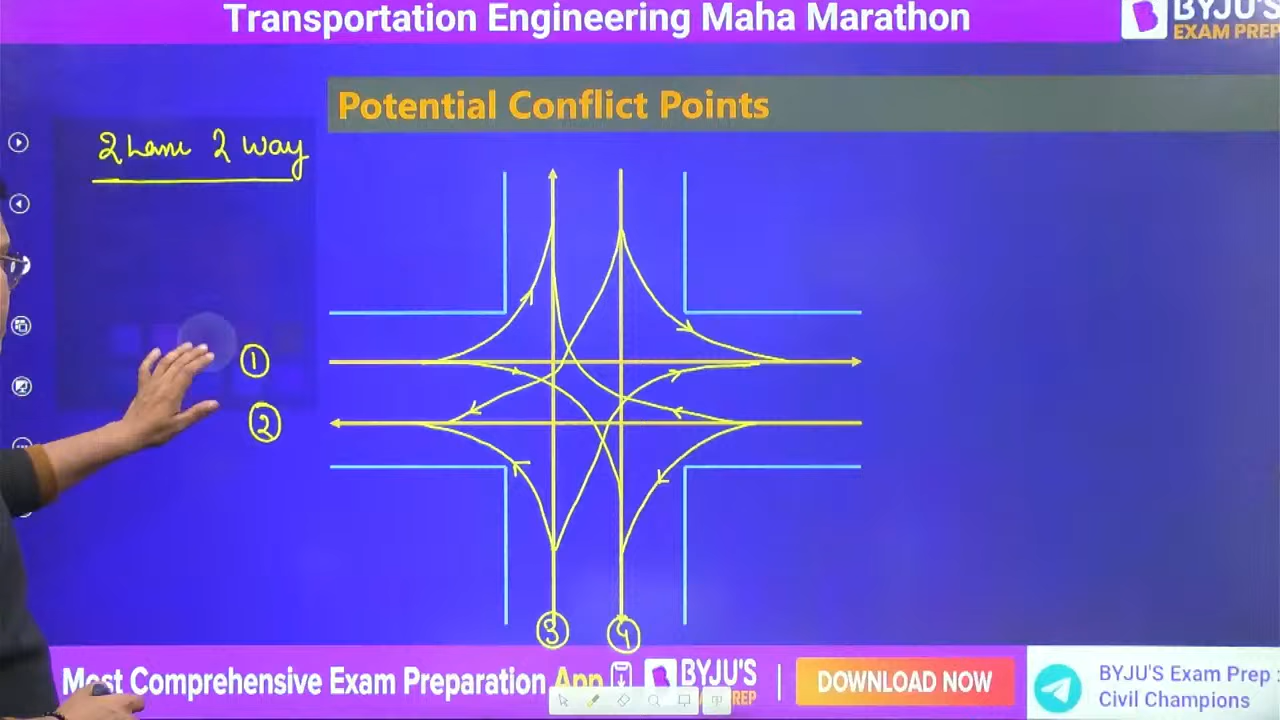 Transportation Engineering Maha Marathon
BYJU'S
EXAM PREP
Potential Conflict Points
2 Lane 2 Way
1
2
3
4
Most Comprehensive Exam Preparation App
BYJU'S
PREP
DOWNLOAD NOW
BYJU'S Exam Prep :
Civil Champions